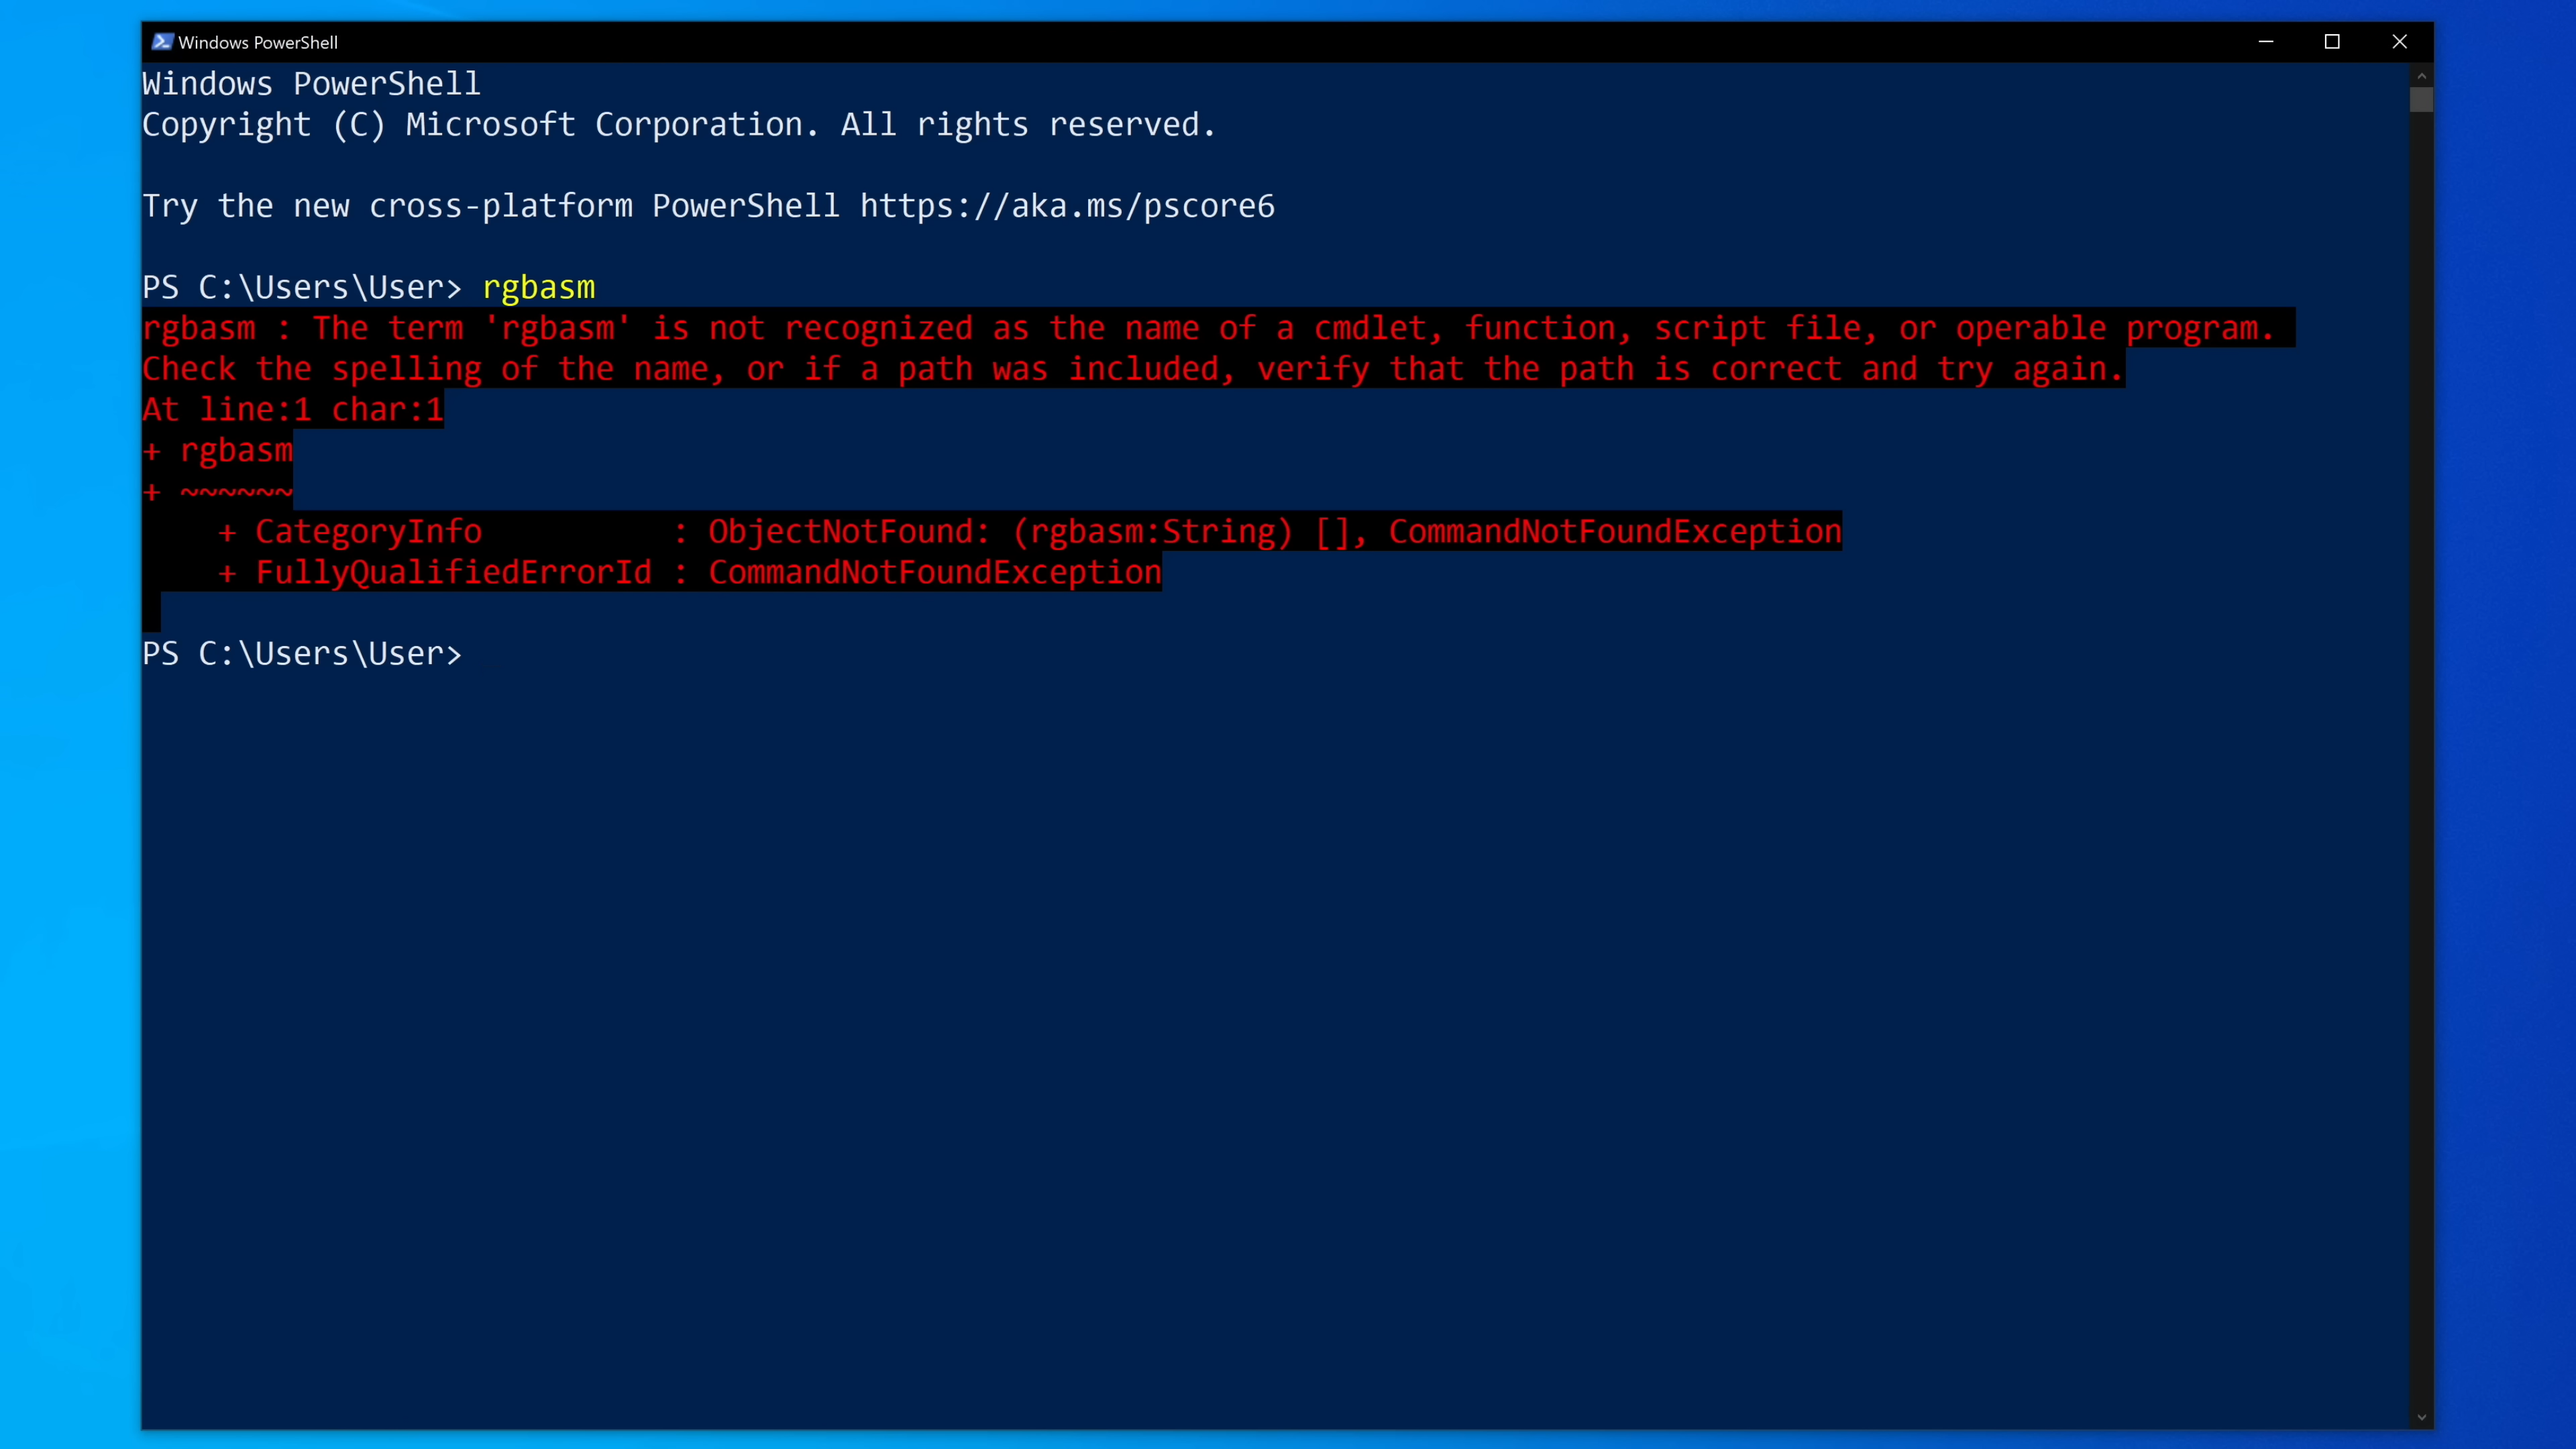 Windows PowerShell
Windows PowerShell
Copyright (C) Microsoft Corporation. All rights reserved.
Try the new cross-platform PowerShell https://aka.ms/pscore6
PS C:\Users\User> rgbasm
rgbasm : The term 'rgbasm' is not recognized as the name of a cmdlet, function, script file, or operable program.
Check the spelling of the name, or if a path was included, verify that the path is correct and try again.
At line:1 char:1
+ rgbasm
+ ~~~~~~
    + CategoryInfo          : ObjectNotFound: (rgbasm:String) [], CommandNotFoundException
    + FullyQualifiedErrorId : CommandNotFoundException
PS C:\Users\User>